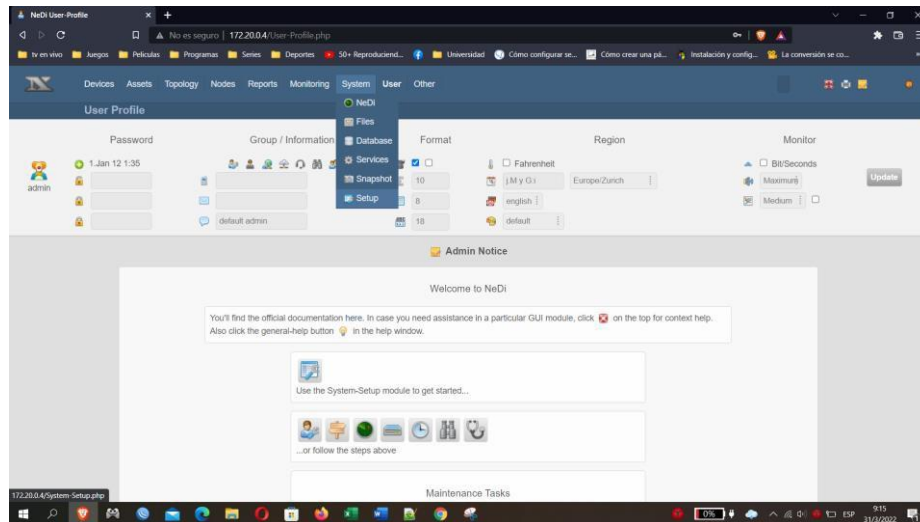 NeDi User-Profile
No es seguro | 172.20.0.4/User-Profile.php
tv en vivo Juegos Peliculas Programas Series Deportes 50+ Reproduciend... Universidad Cómo configurar se... Cómo crear una pá... Instalación y config... La conversión se co...
Devices Assets Topology Nodes Reports Monitoring System User Other
User Profile
NeDi
Files
Database
Services
Snapshot
Setup
Password Group / Information Format Region Monitor
1.Jan 12 1:35 Fahrenheit Bit/Seconds
admin 10 j.M y G:i Europe/Zurich Maximum Update
8 english Medium
default admin 18 default
Admin Notice
Welcome to NeDi
You'll find the official documentation here. In case you need assistance in a particular GUI module, click on the top for context help.
Also click the general-help button in the help window.
Use the System-Setup module to get started...
...or follow the steps above
Maintenance Tasks
172.20.0.4/System-Setup.php
0% ESP 9:15
31/3/2022